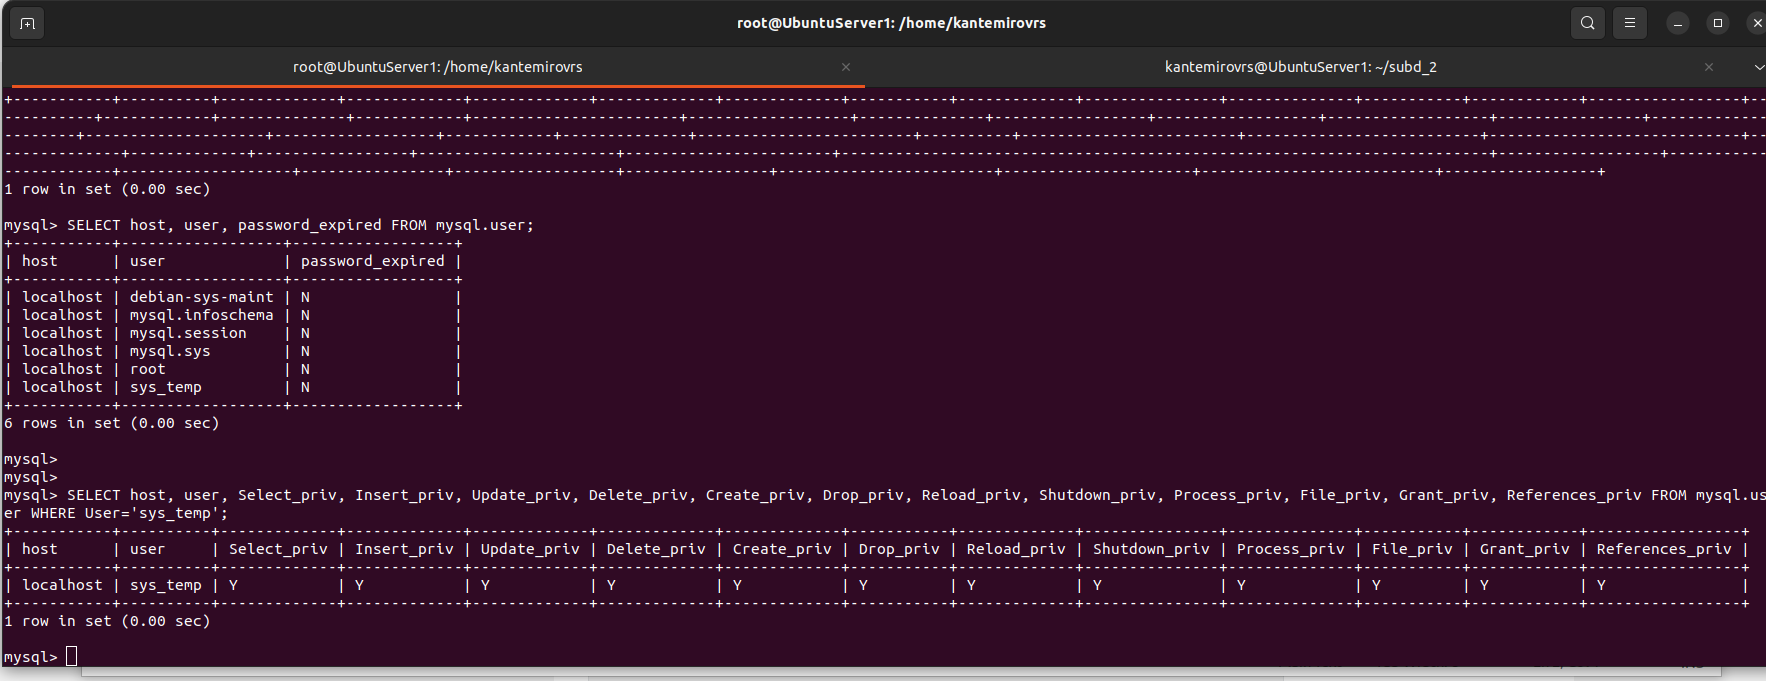 root@UbuntuServer1: /home/kantemirovrs
root@UbuntuServer1: /home/kantemirovrs × kantemirovrs@UbuntuServer1: ~/subd_2 ×
1 row in set (0.00 sec)
mysql> SELECT host, user, password_expired FROM mysql.user;
+-----------+------------------+------------------+
| host      | user             | password_expired |
+-----------+------------------+------------------+
| localhost | debian-sys-maint | N                |
| localhost | mysql.infoschema | N                |
| localhost | mysql.session    | N                |
| localhost | mysql.sys        | N                |
| localhost | root             | N                |
| localhost | sys_temp         | N                |
+-----------+------------------+------------------+
6 rows in set (0.00 sec)
mysql>
mysql>
mysql> SELECT host, user, Select_priv, Insert_priv, Update_priv, Delete_priv, Create_priv, Drop_priv, Reload_priv, Shutdown_priv, Process_priv, File_priv, Grant_priv, References_priv FROM mysql.us
er WHERE User='sys_temp';
+-----------+----------+-------------+-------------+-------------+-------------+-------------+-----------+-------------+---------------+--------------+-----------+------------+-----------------+
| host      | user     | Select_priv | Insert_priv | Update_priv | Delete_priv | Create_priv | Drop_priv | Reload_priv | Shutdown_priv | Process_priv | File_priv | Grant_priv | References_priv |
+-----------+----------+-------------+-------------+-------------+-------------+-------------+-----------+-------------+---------------+--------------+-----------+------------+-----------------+
| localhost | sys_temp | Y           | Y           | Y           | Y           | Y           | Y         | Y           | Y             | Y            | Y         | Y          | Y               |
+-----------+----------+-------------+-------------+-------------+-------------+-------------+-----------+-------------+---------------+--------------+-----------+------------+-----------------+
1 row in set (0.00 sec)
mysql>